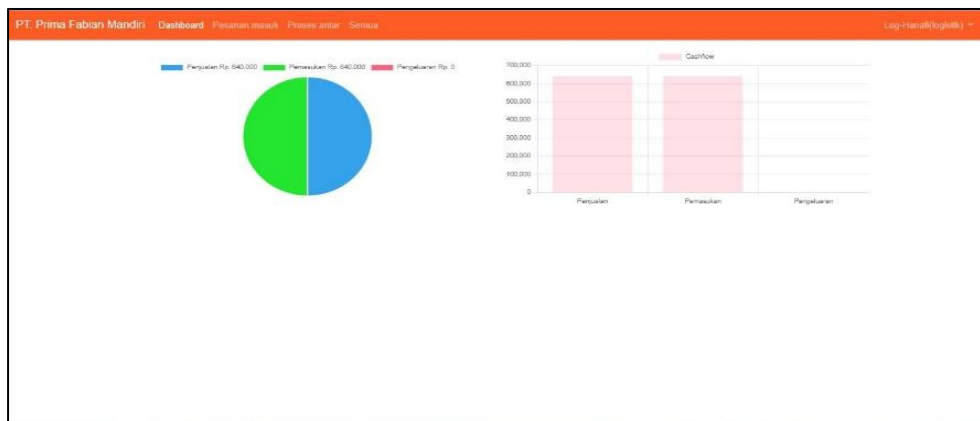 PT. Prima Fabian Mandiri Dashboard Pesanan masuk Proses antar Semua Log-Hanafi(logistik)
Penjualan Rp. 640.000 Pemasukan Rp. 640.000 Pengeluaran Rp. 0
Cashflow
700,000
600,000
500,000
400,000
300,000
200,000
100,000
0
Penjualan Pemasukan Pengeluaran